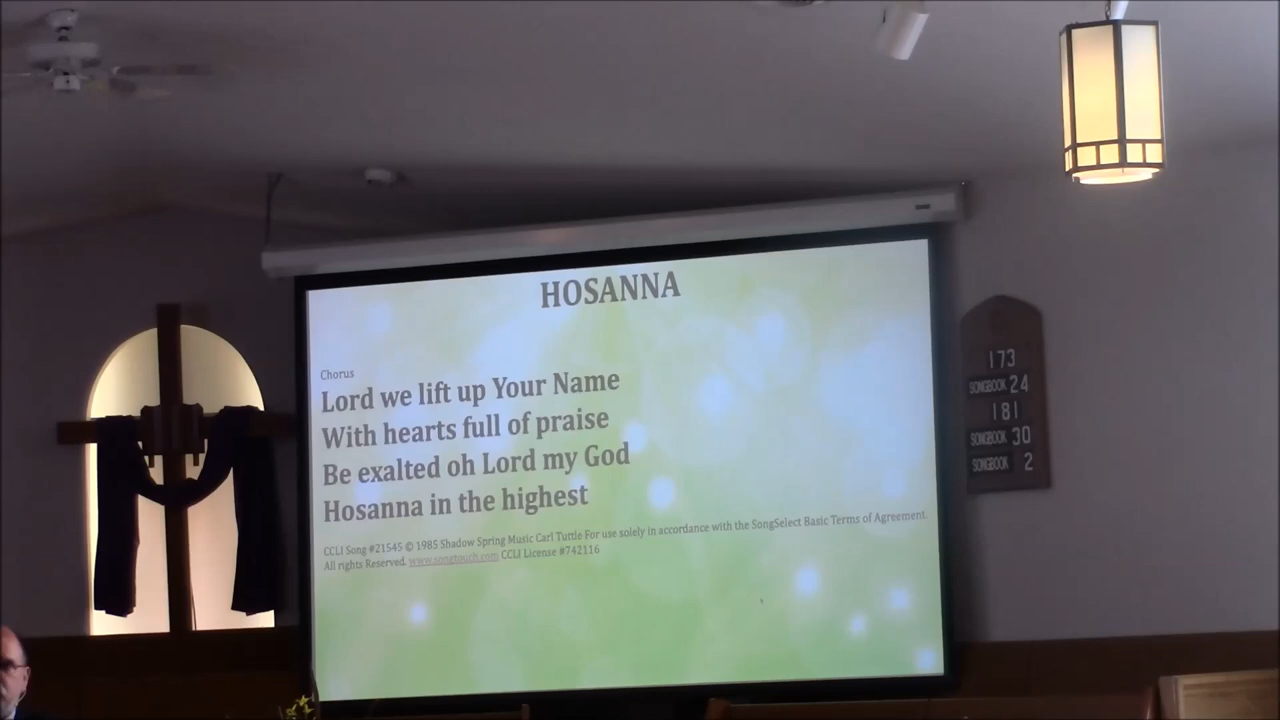 HOSANNA
Chorus
Lord we lift up Your Name
With hearts full of praise
Be exalted oh Lord my God
Hosanna in the highest
CCLI Song #21545 © 1985 Shadow Spring Music Carl Tuttle For use solely in accordance with the SongSelect Basic Terms of Agreement.
All rights Reserved. www.songtouch.com CCLI License #742116
173
SONGBOOK 24
181
SONGBOOK 30
SONGBOOK 2